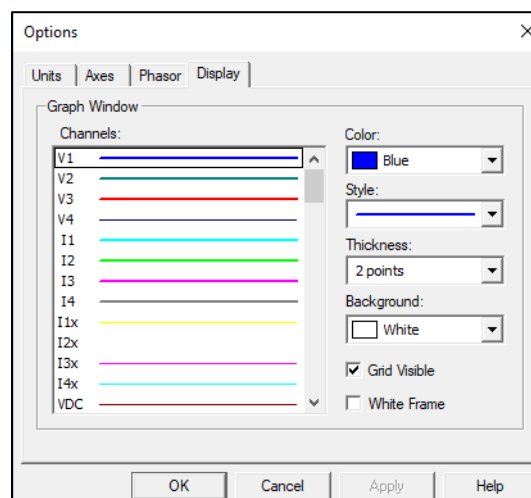 Options
Units Axes Phasor Display
Graph Window
Channels:
V1
V2
V3
V4
I1
I2
I3
I4
I1x
I2x
I3x
I4x
VDC
Color:
Blue
Style:
Thickness:
2 points
Background:
White
Grid Visible
White Frame
OK Cancel Apply Help